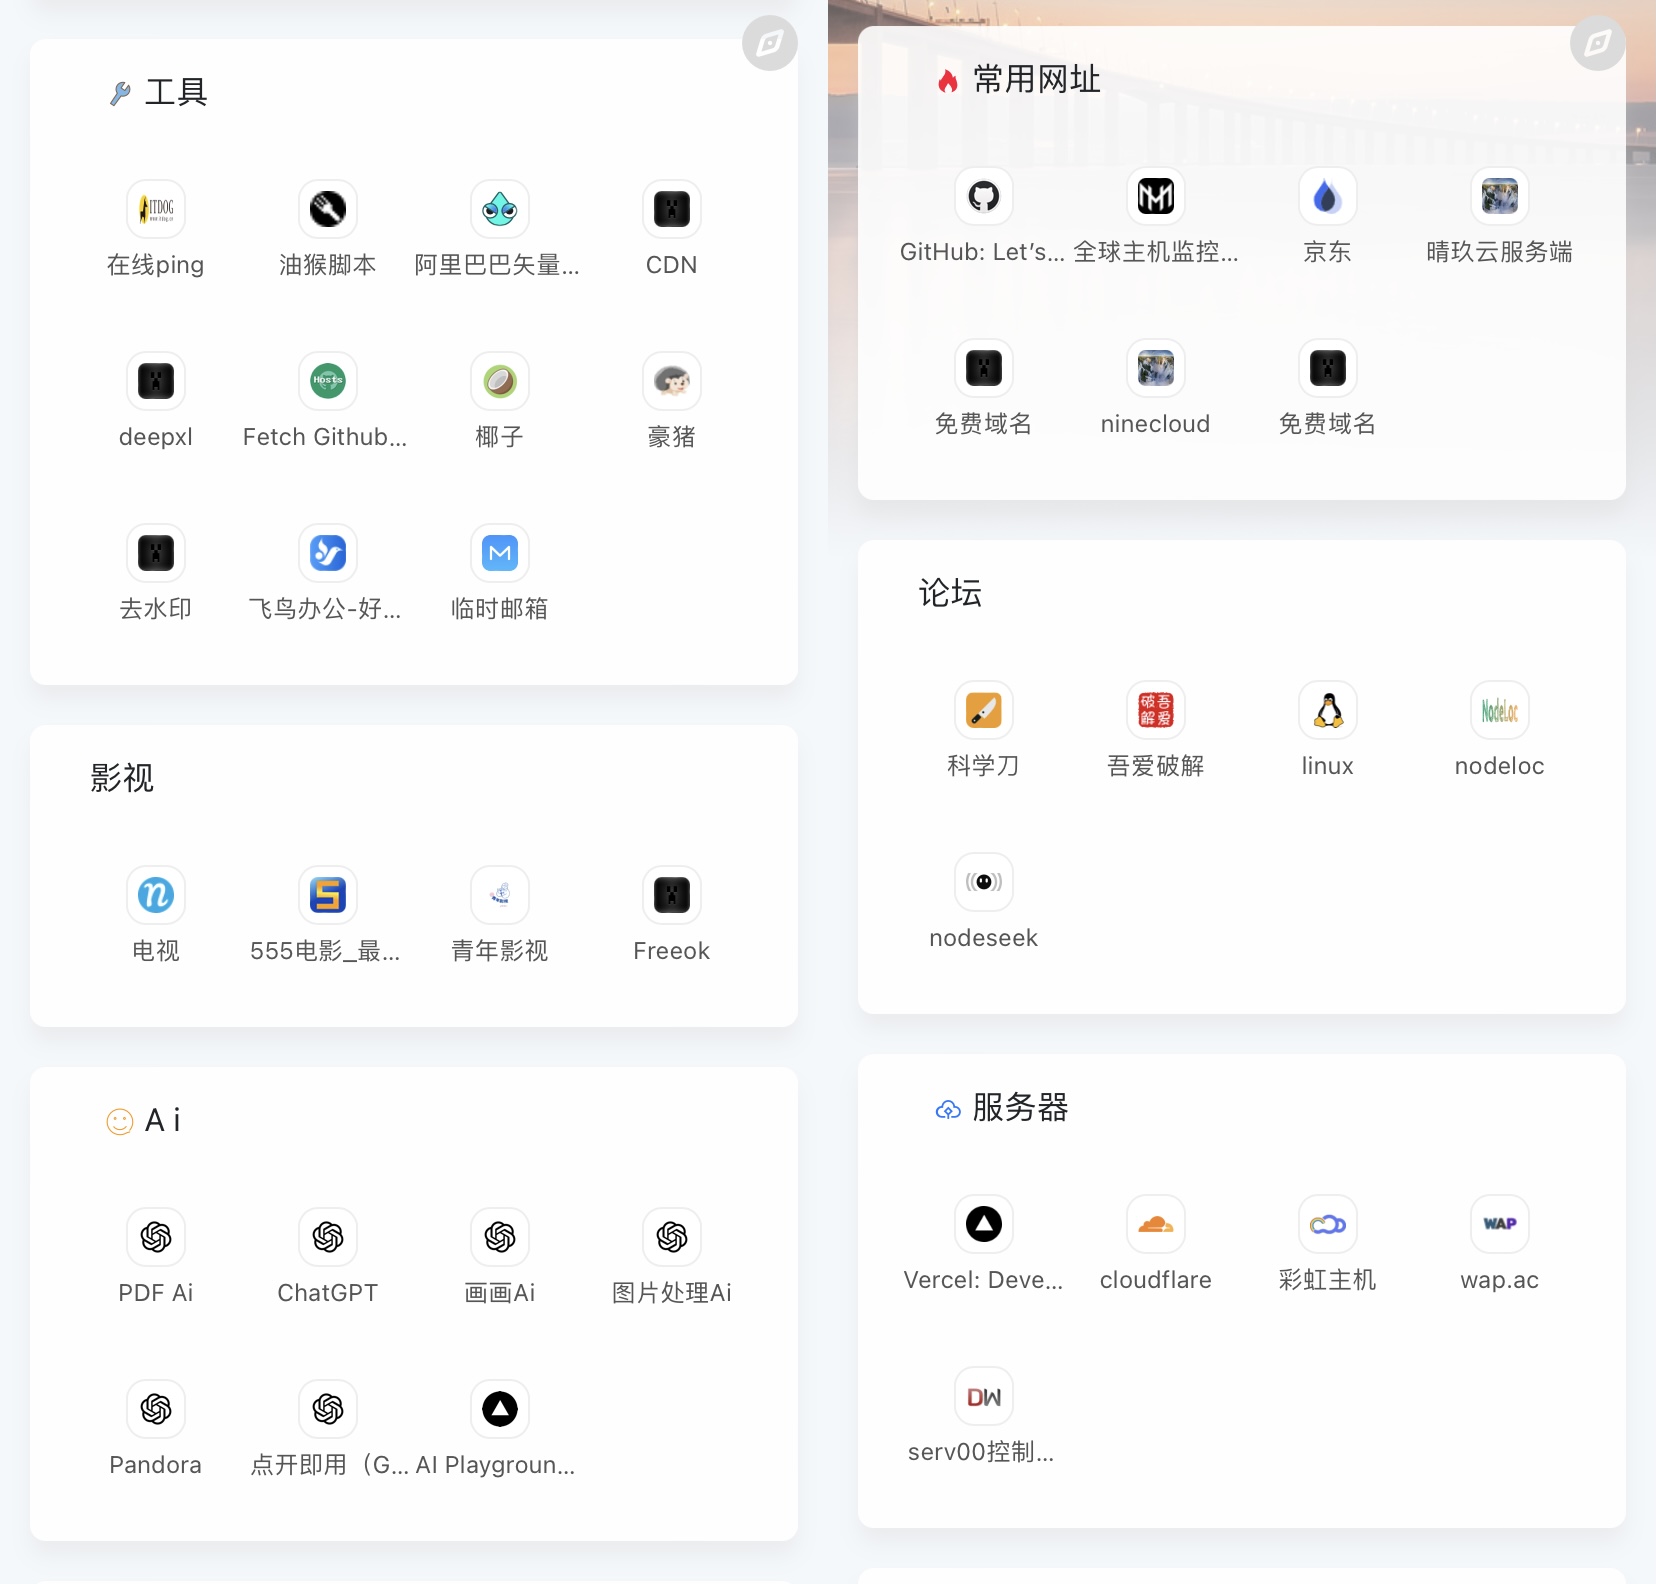 工具
ITDOG
在线ping
油猴脚本
阿里巴巴矢量...
CDN
deepxl
Hosts
Fetch Github...
椰子
豪猪
去水印
飞鸟办公-好...
临时邮箱
影视
电视
555电影_最...
青年影视
Freeok
Ai
PDF Ai
ChatGPT
画画Ai
图片处理Ai
Pandora
点开即用（G...
AI Playgroun...
常用网址
GitHub: Let’s...
全球主机监控...
京东
晴玖云服务端
免费域名
ninecloud
免费域名
论坛
科学刀
吾爱破解
吾爱破解
linux
NodeLoc
nodeloc
nodeseek
服务器
Vercel: Deve...
cloudflare
彩虹主机
WAP
wap.ac
DW
serv00控制...